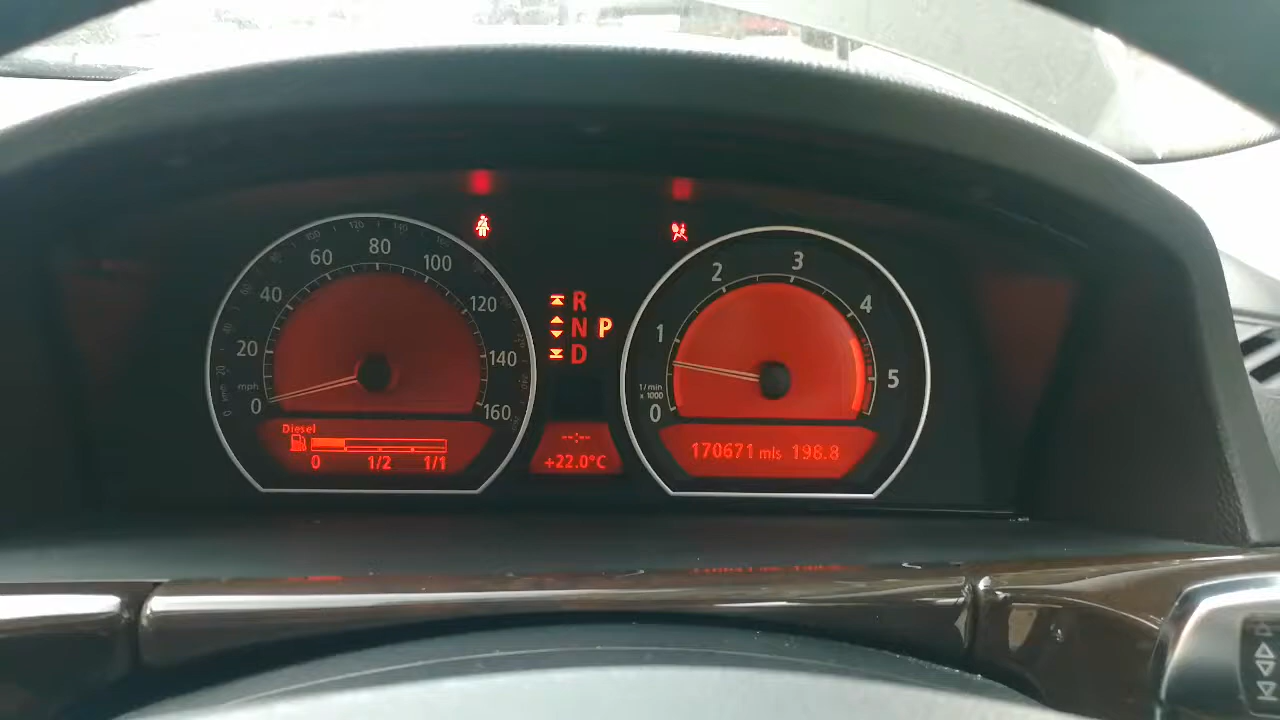 80
60
100
40
120
20
140
mph
0
160
km/h
R
N P
D
3
2
4
1
5
1/min
x 1000
0
Diesel
0 1/2 1/1
--:--
+22.0°C
170671 mls 198.8